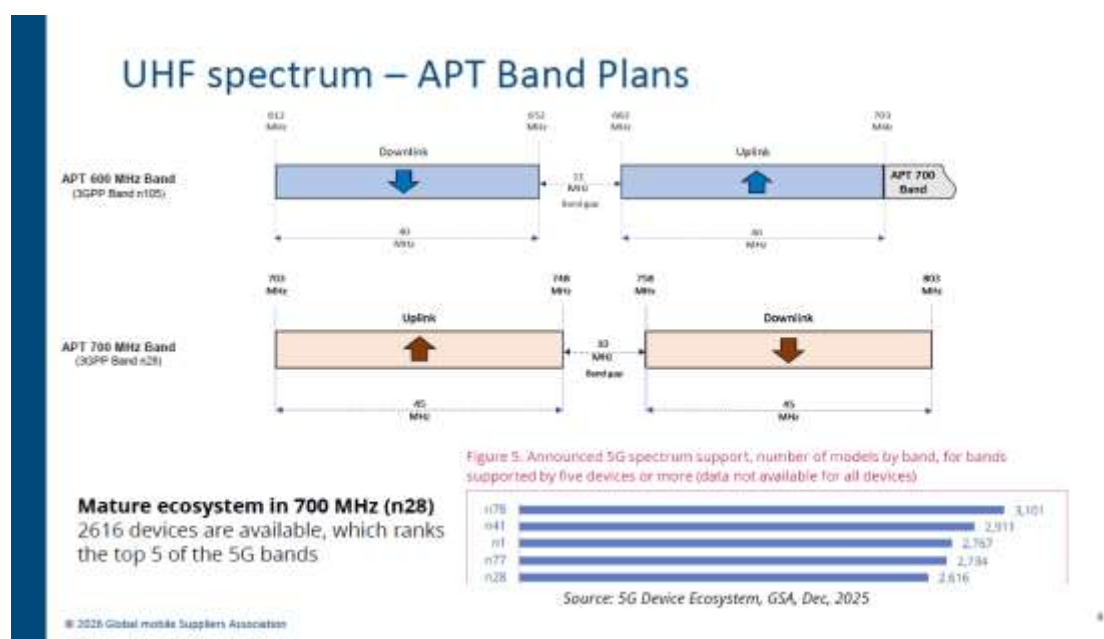 UHF spectrum – APT Band Plans
612 MHz
652 MHz
663 MHz
703 MHz
Downlink
Uplink
APT 600 MHz Band
(3GPP Band n105)
11 MHz
Band gap
APT 700 Band
40 MHz
40 MHz
703 MHz
748 MHz
758 MHz
803 MHz
Uplink
Downlink
APT 700 MHz Band
(3GPP Band n28)
10 MHz
Band gap
45 MHz
45 MHz
Figure 5. Announced 5G spectrum support, number of models by band, for bands
supported by five devices or more (data not available for all devices)
Mature ecosystem in 700 MHz (n28)
2616 devices are available, which ranks
the top 5 of the 5G bands
n78 3,101
n41 2,911
n1 2,767
n77 2,734
n28 2,616
Source: 5G Device Ecosystem, GSA, Dec, 2025
© 2026 Global mobile Suppliers Association